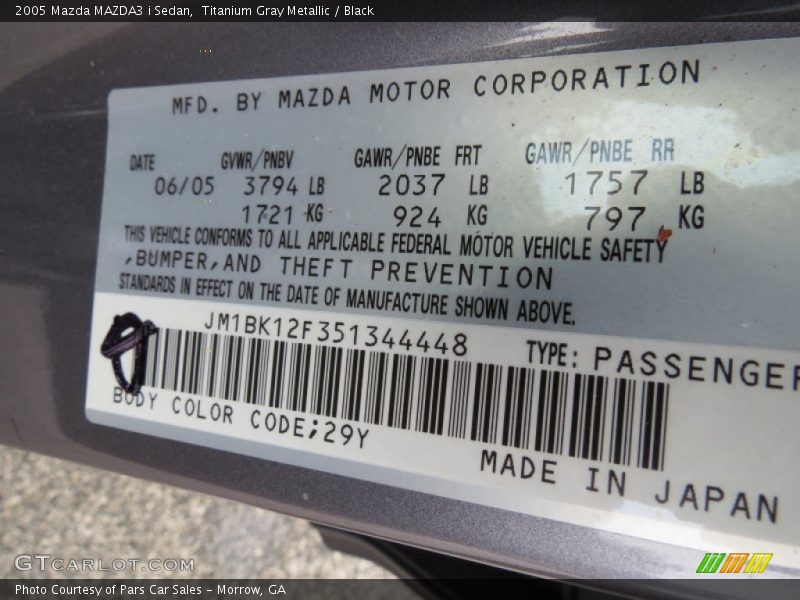 2005 Mazda MAZDA3 i Sedan,  Titanium Gray Metallic / Black
MFD. BY MAZDA MOTOR CORPORATION
DATE GVWR/PNBV GAWR/PNBE FRT GAWR/PNBE RR
06/05 3794 LB 2037 LB 1757 LB
1721 KG 924 KG 797 KG
THIS VEHICLE CONFORMS TO ALL APPLICABLE FEDERAL MOTOR VEHICLE SAFETY
,BUMPER,AND THEFT PREVENTION
STANDARDS IN EFFECT ON THE DATE OF MANUFACTURE SHOWN ABOVE.
JM1BK12F351344448 TYPE: PASSENGER
BODY COLOR CODE;29Y
MADE IN JAPAN
GTCARLOT.COM
Photo Courtesy of Pars Car Sales - Morrow, GA